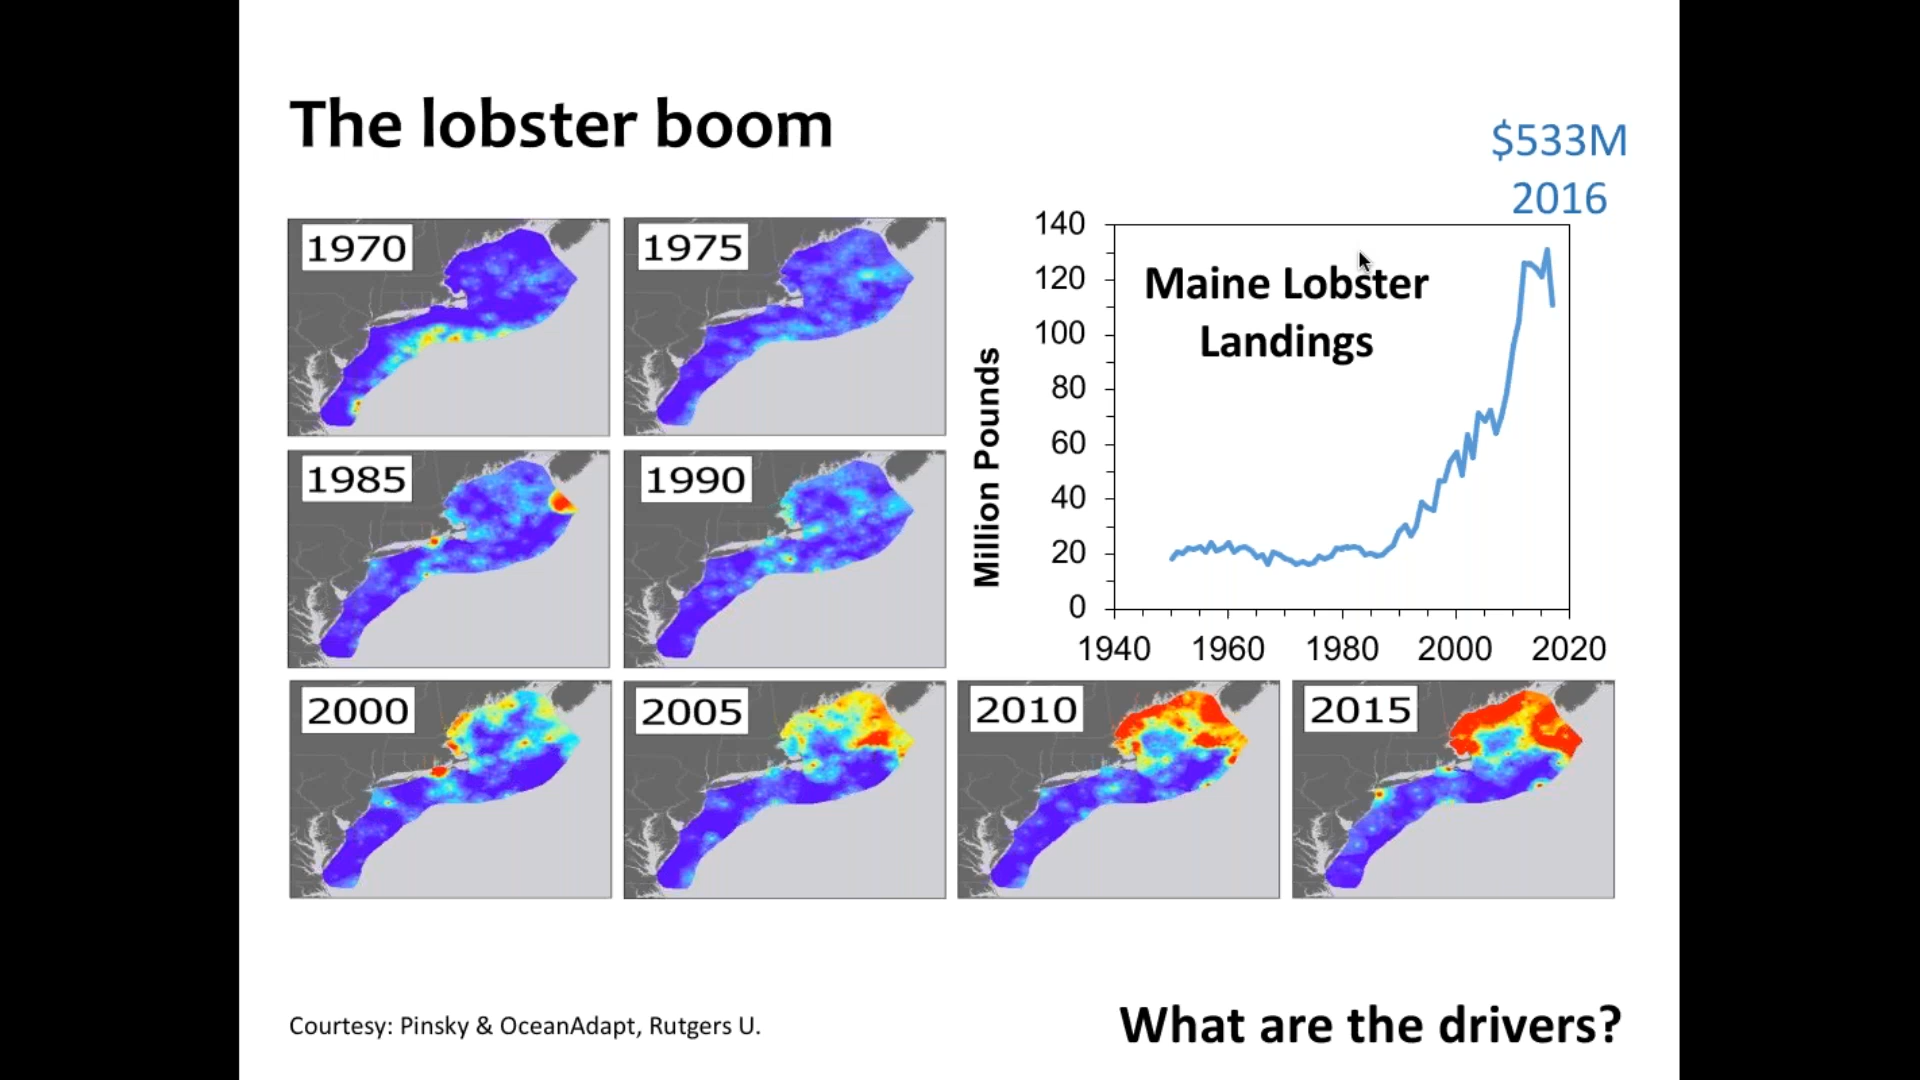 The lobster boom
$533M
2016
1970
1975
1985
1990
Maine Lobster
Landings
Million Pounds
140
120
100
80
60
40
20
0
1940 1960 1980 2000 2020
2000
2005
2010
2015
Courtesy: Pinsky & OceanAdapt, Rutgers U.
What are the drivers?